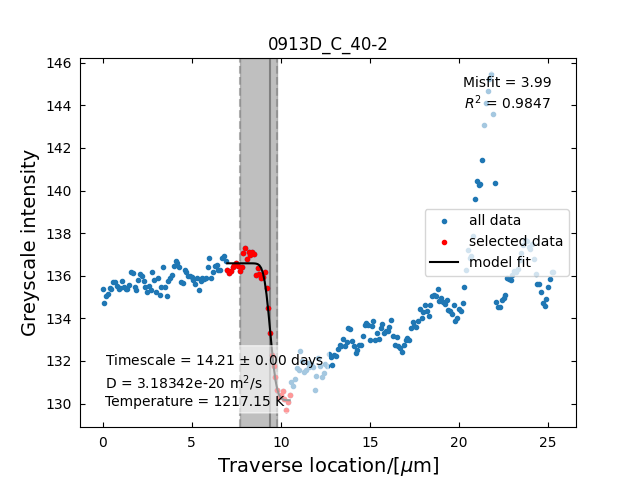 0913D_C_40-2
146
144
142
140
138
136
134
132
130
Greyscale intensity
Misfit = 3.99
R² = 0.9847
all data
selected data
model fit
Timescale = 14.21 ± 0.00 days
D = 3.18342e-20 m²/s
Temperature = 1217.15 K
0 5 10 15 20 25
Traverse location/[μm]